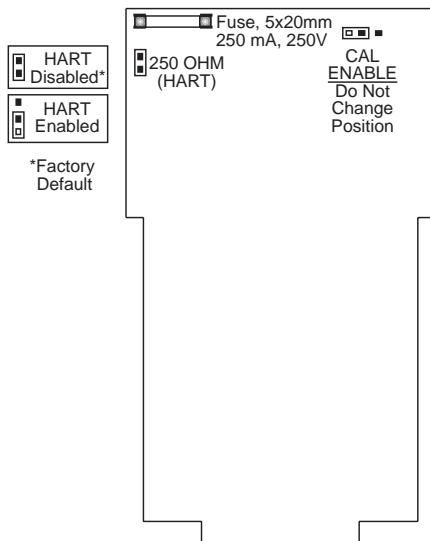 HART
Disabled*
HART
Enabled
*Factory
Default
Fuse, 5x20mm
250 mA, 250V
250 OHM
(HART)
CAL
ENABLE
Do Not
Change
Position